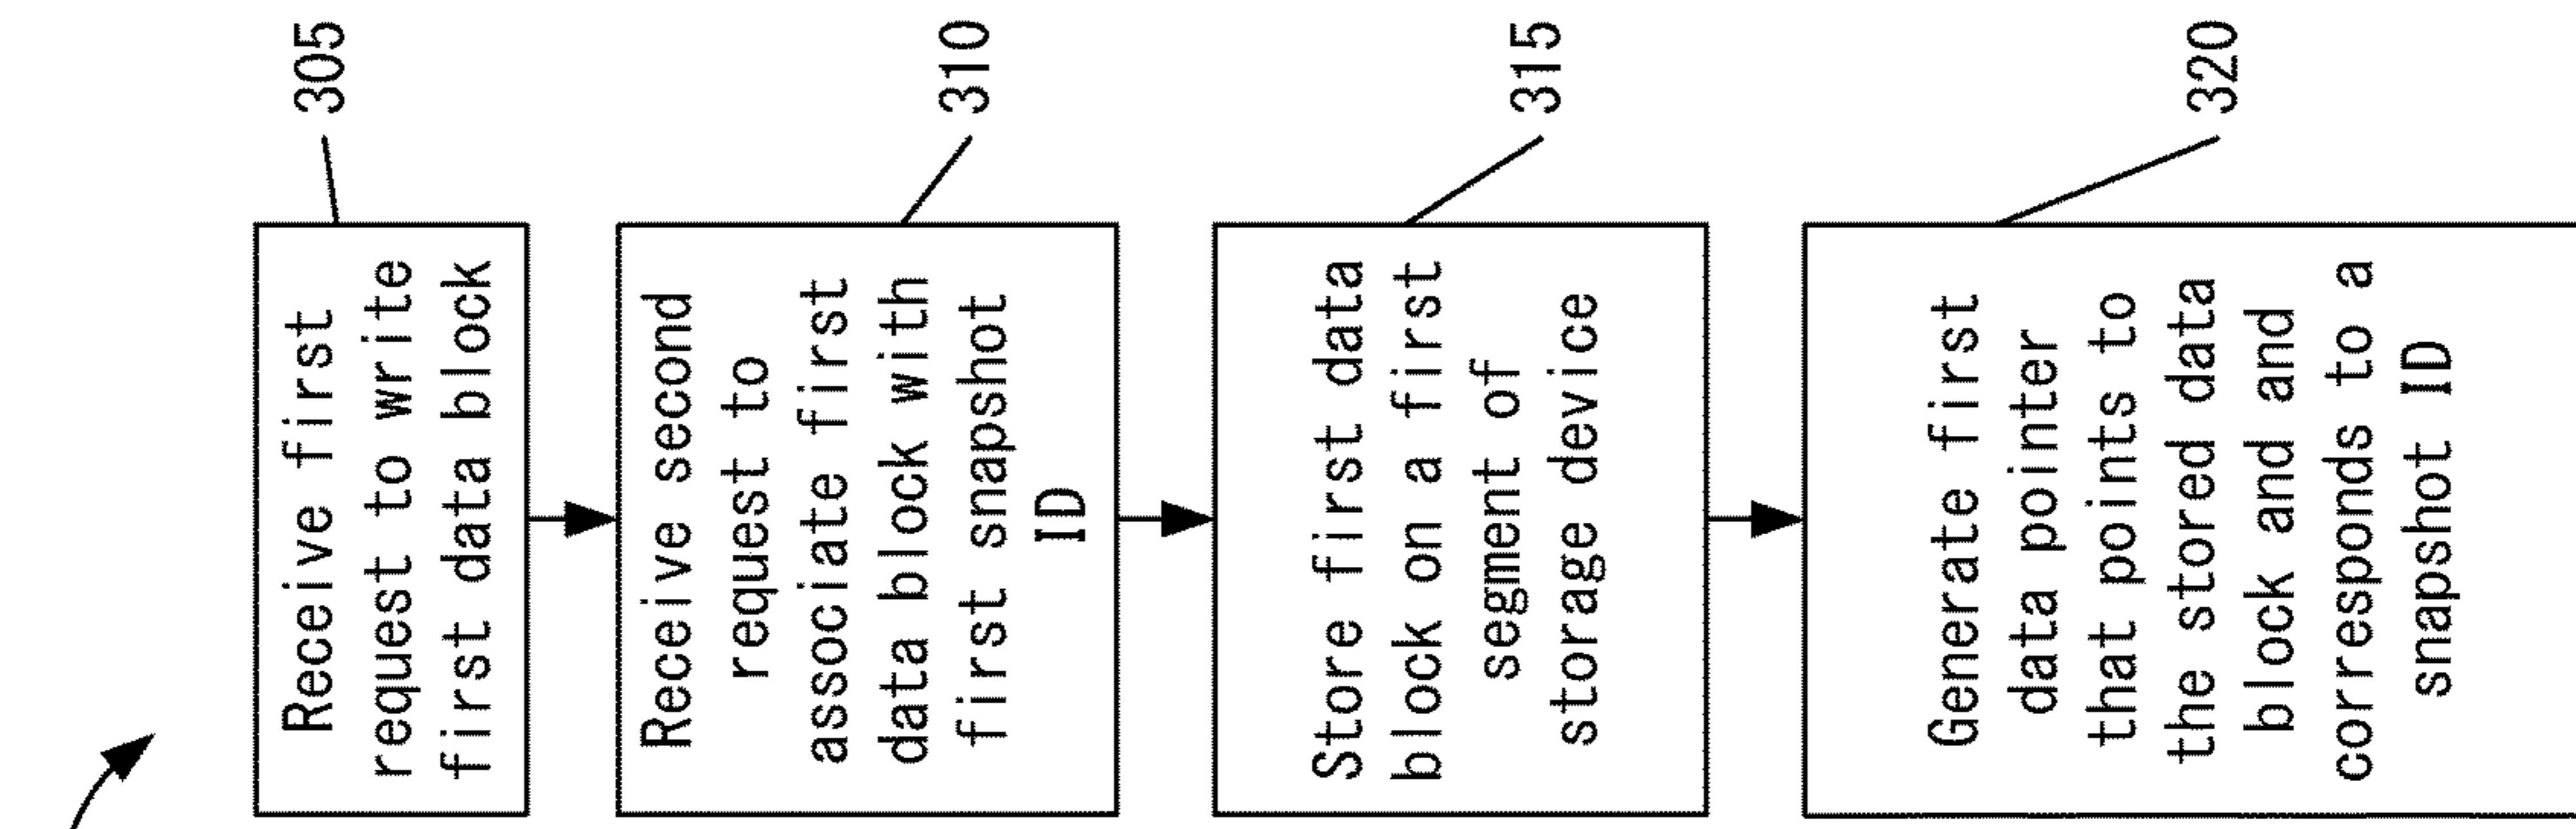 305
Receive first
request to write
first data block
310
Receive second
request to
associate first
data block with
first snapshot
ID
315
Store first data
block on a first
segment of
storage device
320
Generate first
data pointer
that points to
the stored data
block and and
corresponds to a
snapshot ID